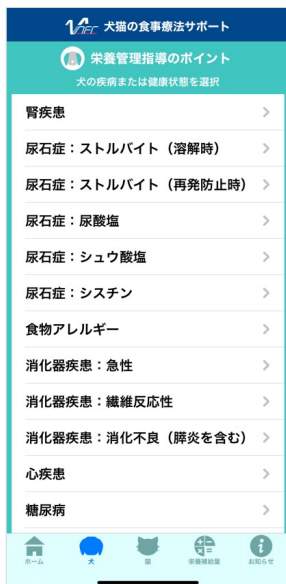 VNEC 犬猫の食事療法サポート
栄養管理指導のポイント
犬の疾病または健康状態を選択
腎疾患
尿石症：ストルバイト（溶解時）
尿石症：ストルバイト（再発防止時）
尿石症：尿酸塩
尿石症：シュウ酸塩
尿石症：シスチン
食物アレルギー
消化器疾患：急性
消化器疾患：繊維反応性
消化器疾患：消化不良（膵炎を含む）
心疾患
糖尿病
ホーム 犬 猫 栄養補給量 お知らせ